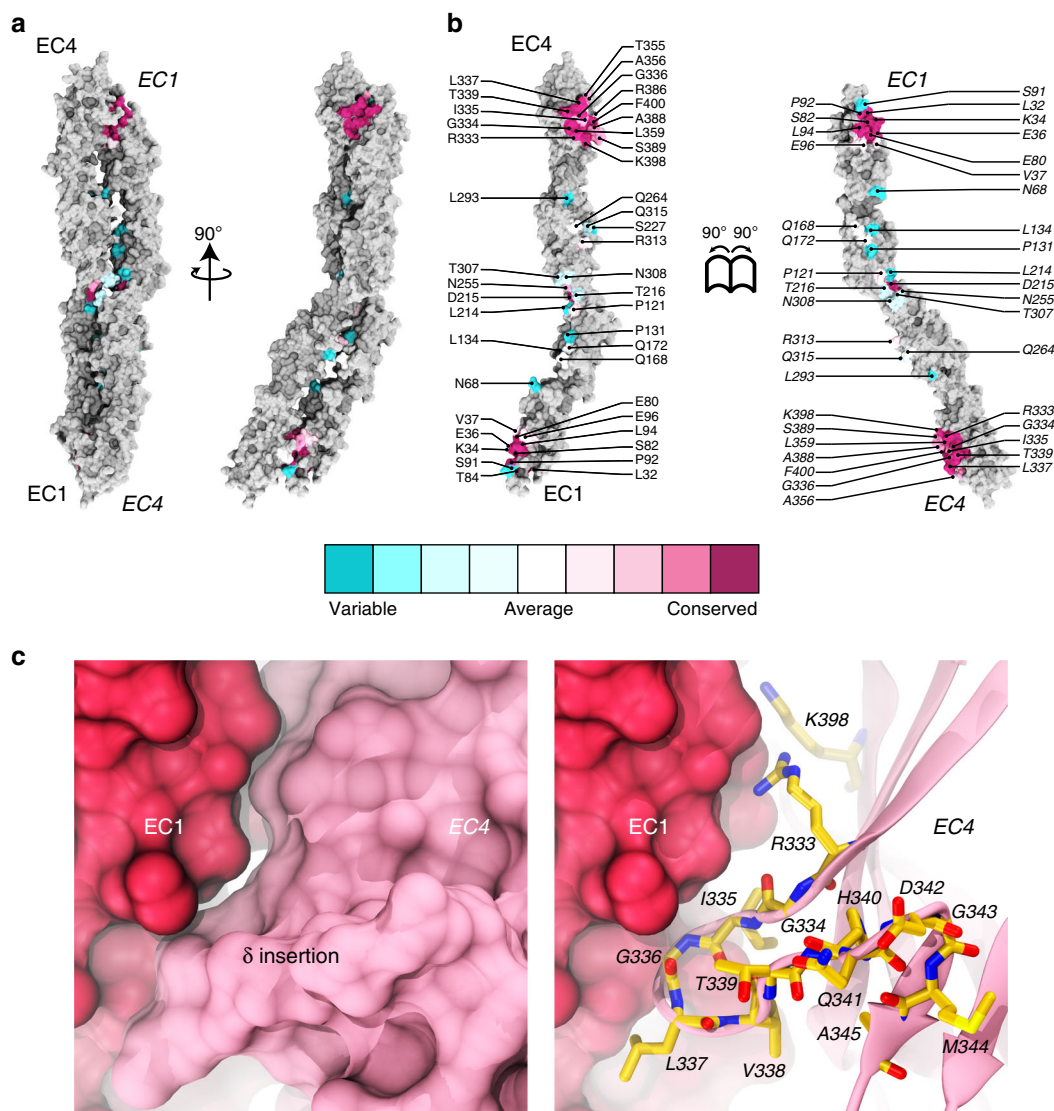 a
EC4
EC1
90°
EC1
EC4
b
EC4
L337
T339
I335
G334
R333
T355
A356
G336
R386
F400
A388
L359
S389
K398
L293
Q264
Q315
S227
R313
T307
N255
D215
L214
N308
T216
P121
L134
P131
Q172
Q168
N68
V37
E36
K34
S91
T84
E80
E96
L94
S82
P92
L32
EC1
90° 90°
EC1
P92
S82
L94
E96
S91
L32
K34
E36
E80
V37
N68
Q168
Q172
L134
P131
P121
T216
N308
L214
D215
N255
T307
R313
Q315
L293
Q264
K398
S389
L359
A388
F400
G336
A356
R333
G334
I335
T339
L337
EC4
Variable
Average
Conserved
c
EC1
EC4
δ insertion
K398
EC1
EC4
R333
I335
H340
D342
G334
G343
G336
T339
Q341
A345
M344
L337
V338